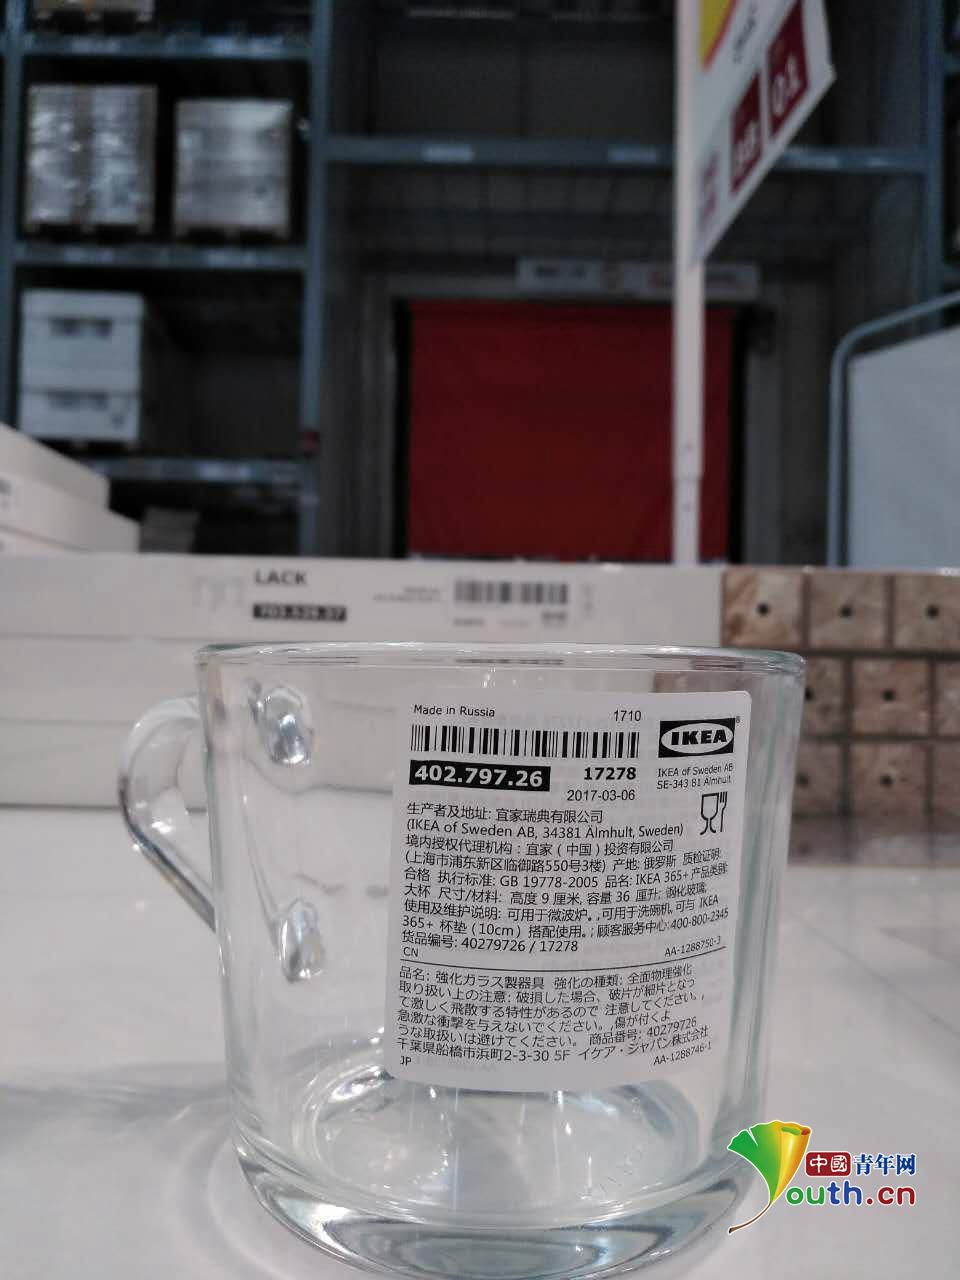 01
LACK
703.539.37
Made in Russia
1710
IKEA
402.797.26
17278
2017-03-06
IKEA of Sweden AB
SE-343 81 Älmhult
生产者及地址: 宜家瑞典有限公司
(IKEA of Sweden AB, 34381 Älmhult, Sweden)
境内授权代理机构：宜家（中国）投资有限公司
(上海市浦东新区临御路550号3楼) 产地: 俄罗斯 质检证明:
合格 执行标准: GB 19778-2005 品名: IKEA 365+ 产品类别:
大杯 尺寸/材料: 高度 9 厘米, 容量 36 厘升; 钢化玻璃;
使用及维护说明: 可用于微波炉。,可用于洗碗机。可与 IKEA
365+ 杯垫（10cm）搭配使用。; 顾客服务中心:400-800-2345
货品编号: 40279726 / 17278
CN
AA-1288750-3
品名: 強化ガラス製器具 強化の種類: 全面物理強化
取り扱い上の注意: 破損した場合、破片が細片となっ
て激しく飛散する特性があるので 注意してください。,
急激な衝撃を与えないでください。,傷が付くよ
うな取扱いは避けてください。 商品番号: 40279726
千葉県船橋市浜町2-3-30 5F イケア・ジャパン株式会社
JP
AA-1288746-1
中國青年网
Youth.cn